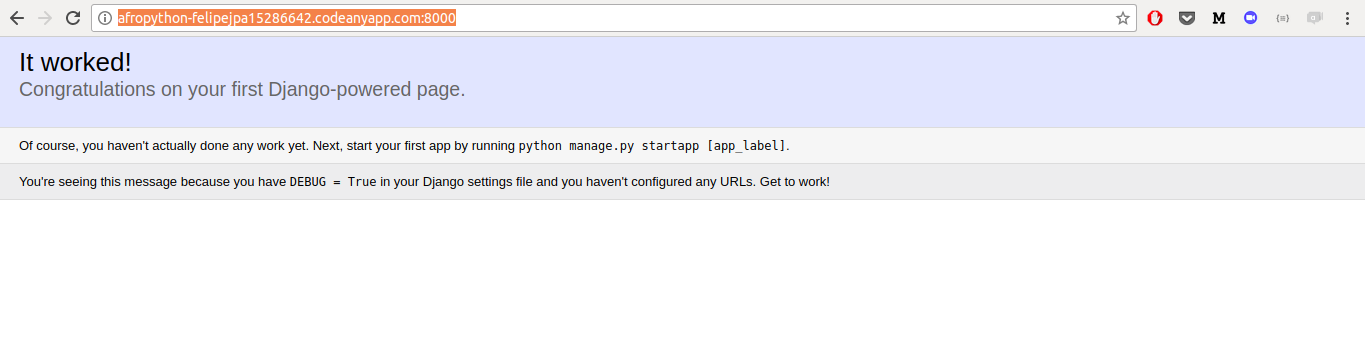 afropython-felipejpa15286642.codeanyapp.com:8000
It worked!
Congratulations on your first Django-powered page.
Of course, you haven't actually done any work yet. Next, start your first app by running python manage.py startapp [app_label].
You're seeing this message because you have DEBUG = True in your Django settings file and you haven't configured any URLs. Get to work!